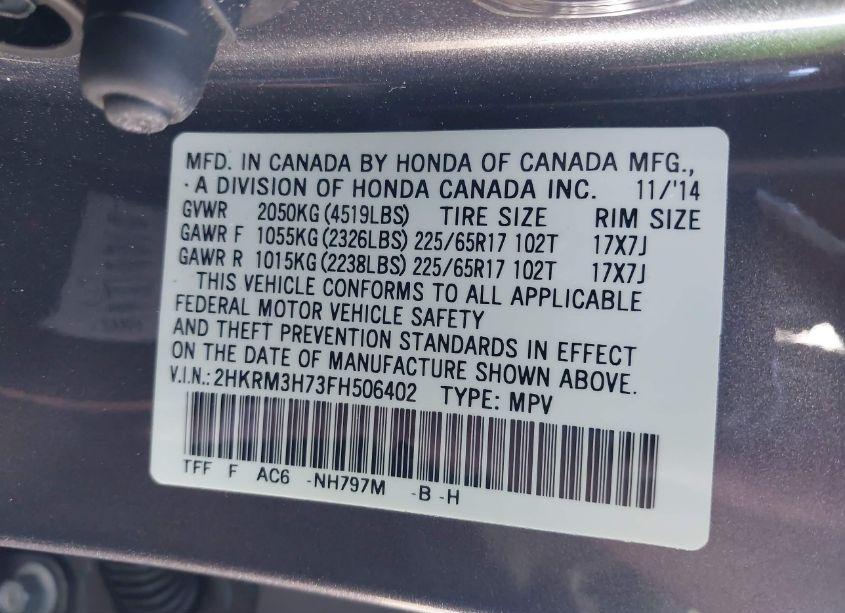 MFD. IN CANADA BY HONDA OF CANADA MFG.,
A DIVISION OF HONDA CANADA INC. 11/'14
GVWR 2050KG (4519LBS) TIRE SIZE RIM SIZE
GAWR F 1055KG (2326LBS) 225/65R17 102T 17X7J
GAWR R 1015KG (2238LBS) 225/65R17 102T 17X7J
THIS VEHICLE CONFORMS TO ALL APPLICABLE
FEDERAL MOTOR VEHICLE SAFETY
AND THEFT PREVENTION STANDARDS IN EFFECT
ON THE DATE OF MANUFACTURE SHOWN ABOVE.
V.I.N.: 2HKRM3H73FH506402 TYPE: MPV
TFF F AC6 -NH797M -B -H